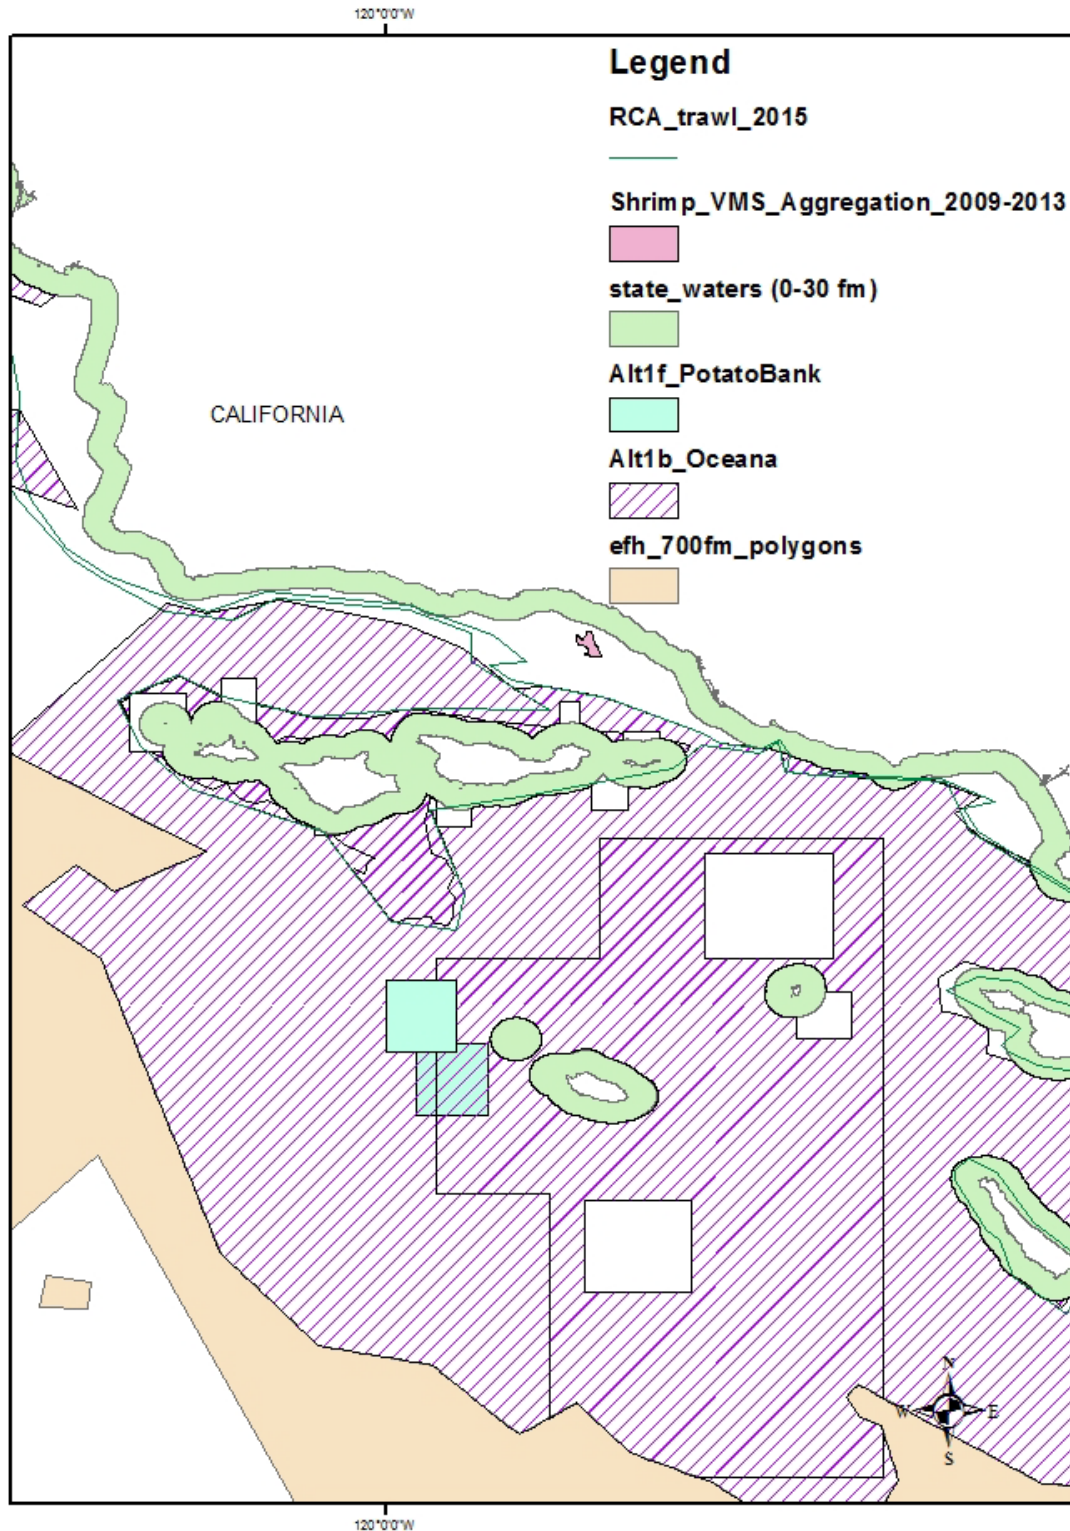 120°0'0"W
Legend
RCA_trawl_2015
Shrimp_VMS_Aggregation_2009-2013
state_waters (0-30 fm)
Alt1f_PotatoBank
CALIFORNIA
Alt1b_Oceana
efh_700fm_polygons
N
W E
S
120°0'0"W